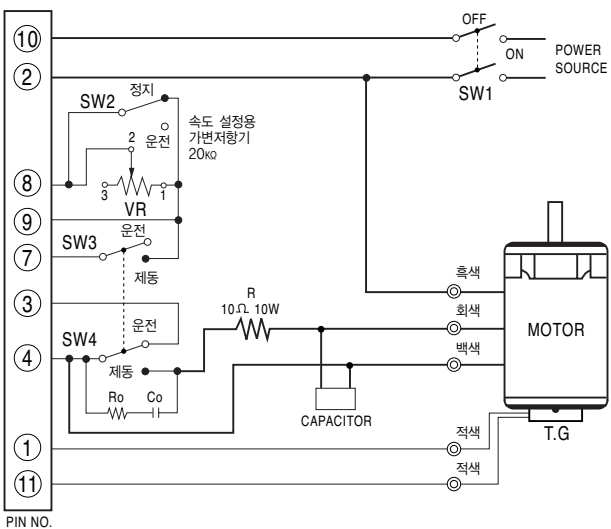 OFF
⑩
ON
POWER
SOURCE
②
SW1
정지
SW2
속도 설정용
가변저항기
20KΩ
운전
2
⑧
3
1
VR
⑨
운전
SW3
⑦
제동
흑색
③
R
10Ω 10W
회색
운전
SW4
MOTOR
④
백색
제동
Ro
Co
CAPACITOR
적색
T.G
①
적색
⑪
PIN NO.